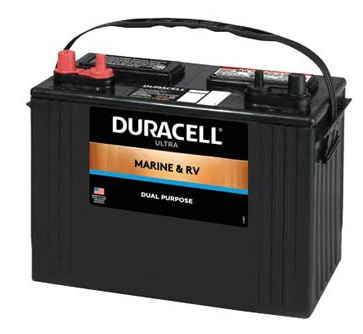 DURACELL
ULTRA
MARINE & RV
DUAL PURPOSE